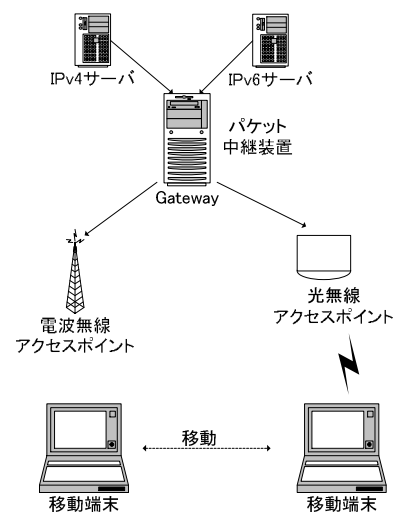 IPv4サーバ
IPv6サーバ
パケット
中継装置
Gateway
電波無線
アクセスポイント
光無線
アクセスポイント
移動
移動端末
移動端末